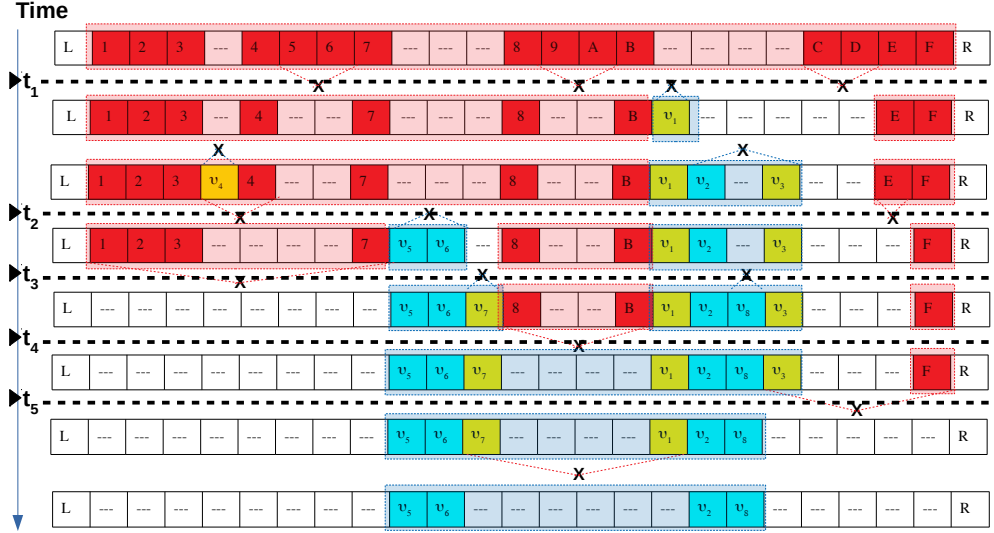 Time
L 1 2 3 --- 4 5 6 7 --- --- --- 8 9 A B --- --- --- --- C D E F R
t1 X X X X
L 1 2 3 --- 4 --- --- 7 --- --- --- 8 --- --- B υ1 --- --- --- --- --- E F R
X X
L 1 2 3 υ4 4 --- --- 7 --- --- --- 8 --- --- B υ1 υ2 --- υ3 --- --- E F R
t2 X X X
L 1 2 3 --- --- --- --- 7 υ5 υ6 --- 8 --- --- B υ1 υ2 --- υ3 --- --- --- F R
t3 X X X
L --- --- --- --- --- --- --- --- υ5 υ6 υ7 8 --- --- B υ1 υ2 υ8 υ3 --- --- --- F R
t4 X
L --- --- --- --- --- --- --- --- υ5 υ6 υ7 --- --- --- --- υ1 υ2 υ8 υ3 --- --- --- F R
t5 X
L --- --- --- --- --- --- --- --- υ5 υ6 υ7 --- --- --- --- υ1 υ2 υ8 --- --- --- --- --- R
X
L --- --- --- --- --- --- --- --- υ5 υ6 --- --- --- --- --- --- υ2 υ8 --- --- --- --- --- R